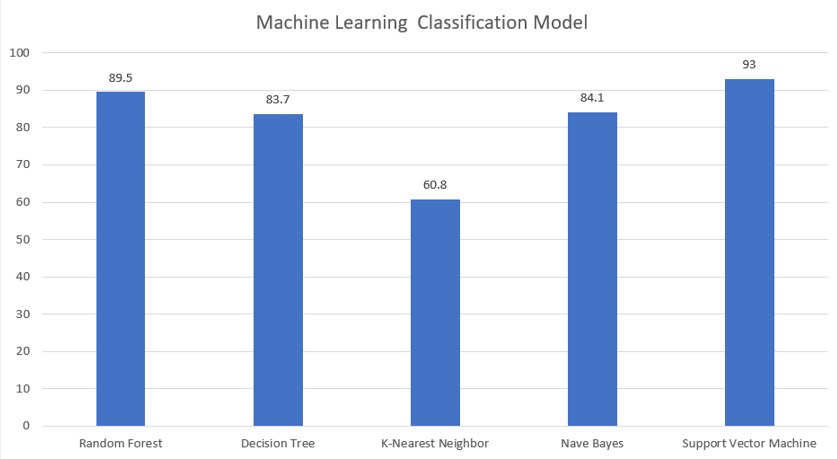 Machine Learning  Classification Model
100
90
80
70
60
50
40
30
20
10
0
89.5
83.7
60.8
84.1
93
Random Forest
Decision Tree
K-Nearest Neighbor
Nave Bayes
Support Vector Machine